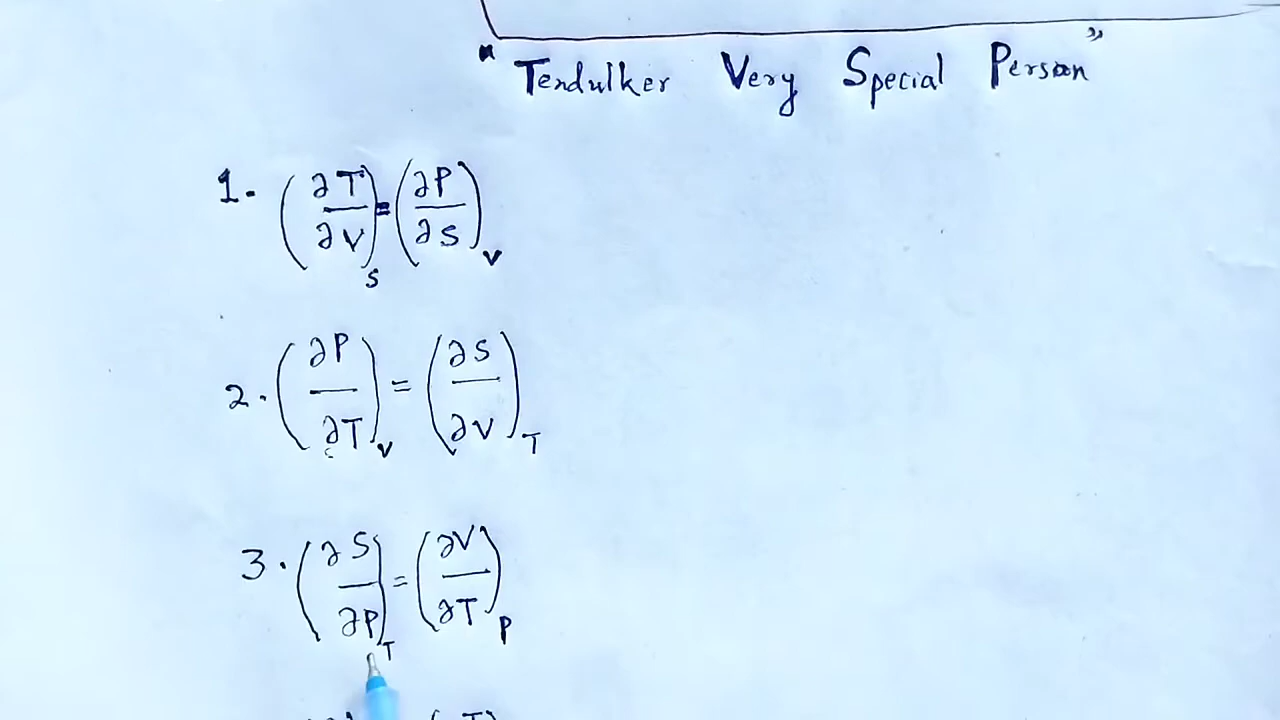 " Tendulker Very Special Person"
1. (∂T/∂V)_S = (∂P/∂S)_V
2. (∂P/∂T)_V = (∂S/∂V)_T
3. (∂S/∂P)_T = (∂V/∂T)_P